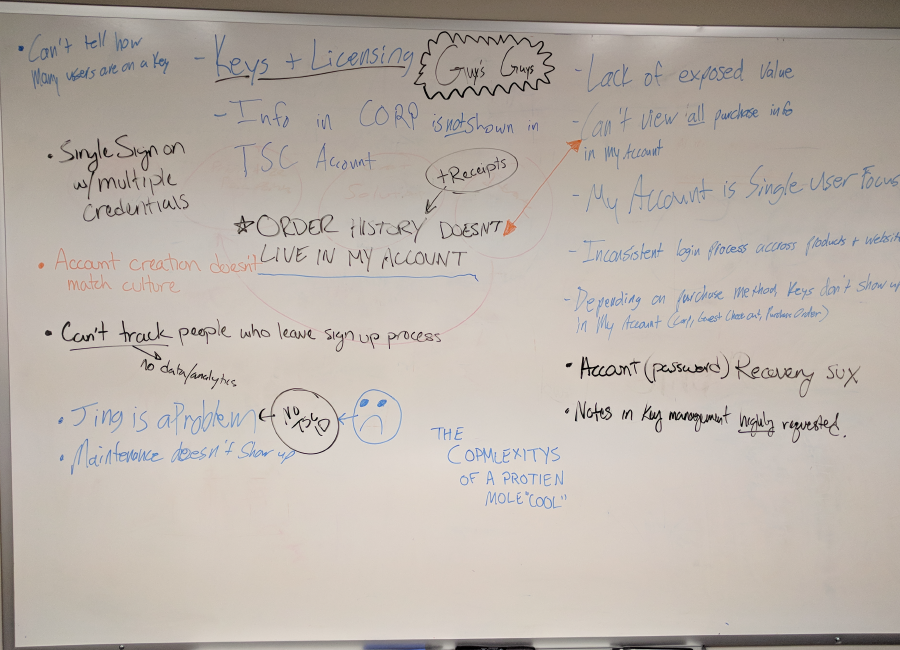 • Can't tell how
Many users are on a key
- Keys + Licensing
Guy's Guys
- Info in CORP is not shown in
TSC Account
+Receipts
☆ ORDER HISTORY DOESN'T
LIVE IN MY ACCOUNT
• Single Sign on
w/ multiple
Credentials
• Account creation doesn't
match culture
• Can't track people who leave sign up process
no data/analytics
• Jing is a Problem
NO
TSCID
• Maintenance doesn't show up
THE
COPMLEXITYS
OF A PROTIEN
MOLE"COOL"
- Lack of exposed value
- Can't view all purchase info
in my Account
- My Account is Single-User Focus
- Inconsistent login process accross products + website
- Depending on purchase method, Keys don't show up
in My Account (Corp, Guest Checkout, Purchase Order)
• Account (password) Recovery SUX
• Notes in Key management highly requested.